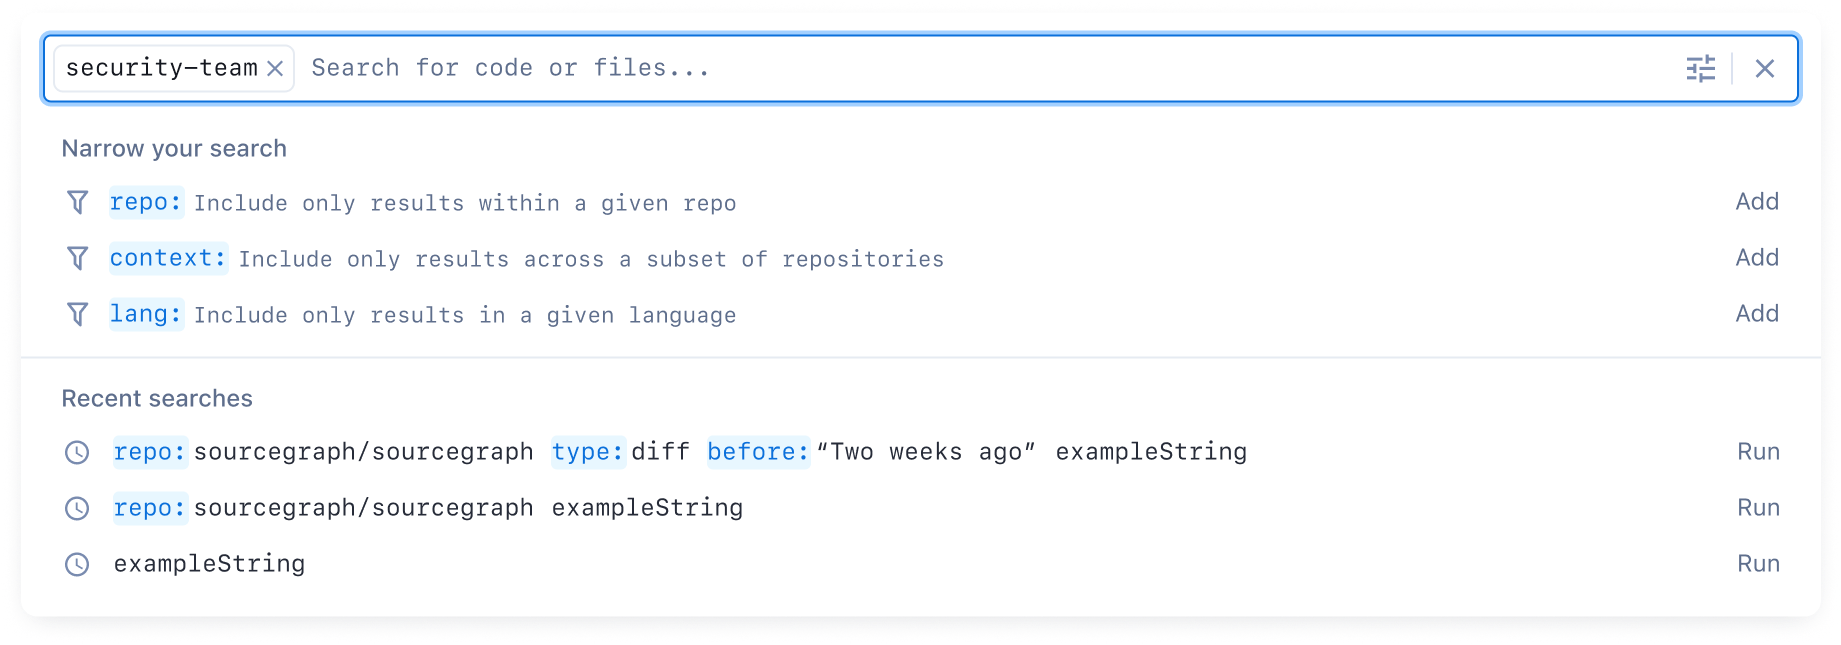 security-team Search for code or files...
Narrow your search
repo: Include only results within a given repo Add
context: Include only results across a subset of repositories Add
lang: Include only results in a given language Add
Recent searches
repo:sourcegraph/sourcegraph type:diff before:“Two weeks ago” exampleString Run
repo:sourcegraph/sourcegraph exampleString Run
exampleString Run